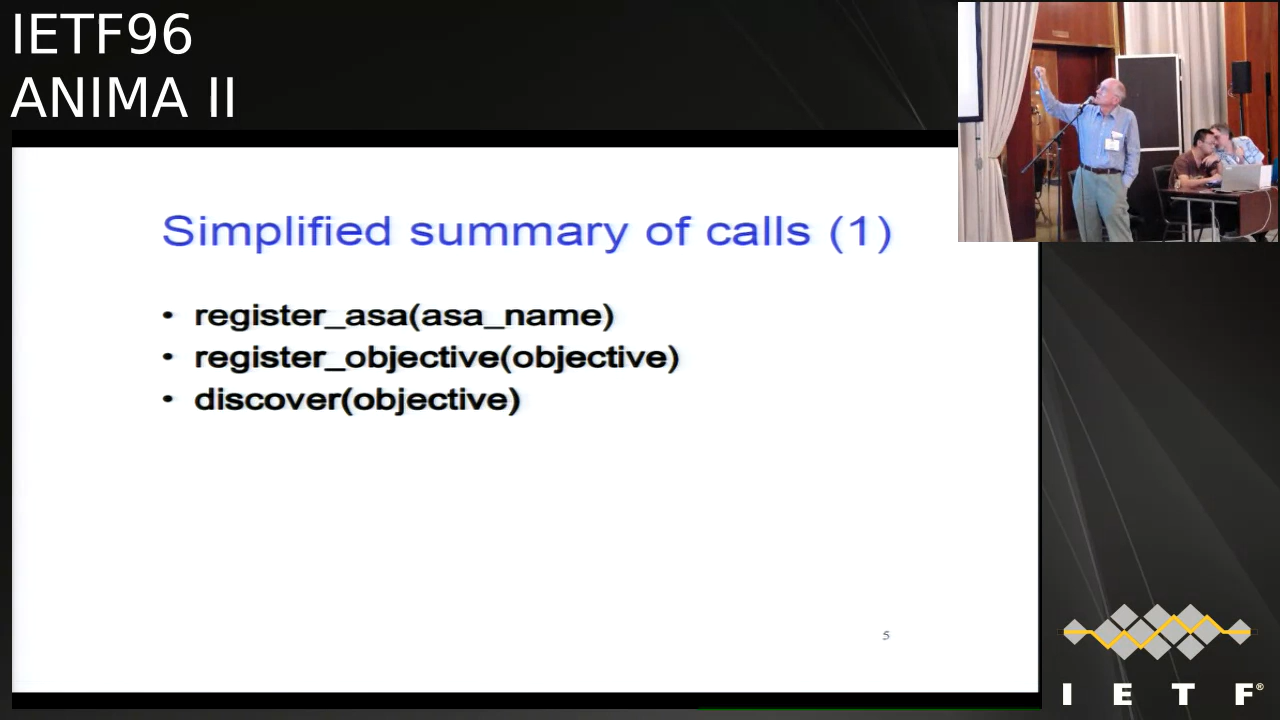 IETF96
ANIMA II
Simplified summary of calls (1)
• register_asa(asa_name)
• register_objective(objective)
• discover(objective)
5
I E T F®